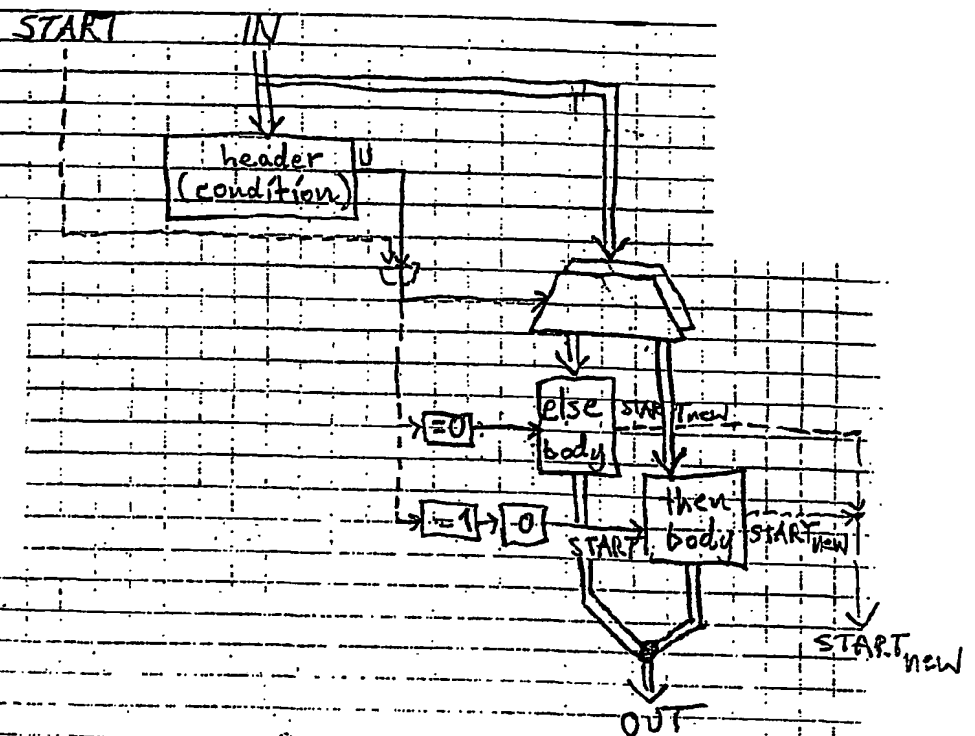 START IN
header U
(condition)
else START new
body
=0
then
body START new
=1 -0
START
START new
OUT